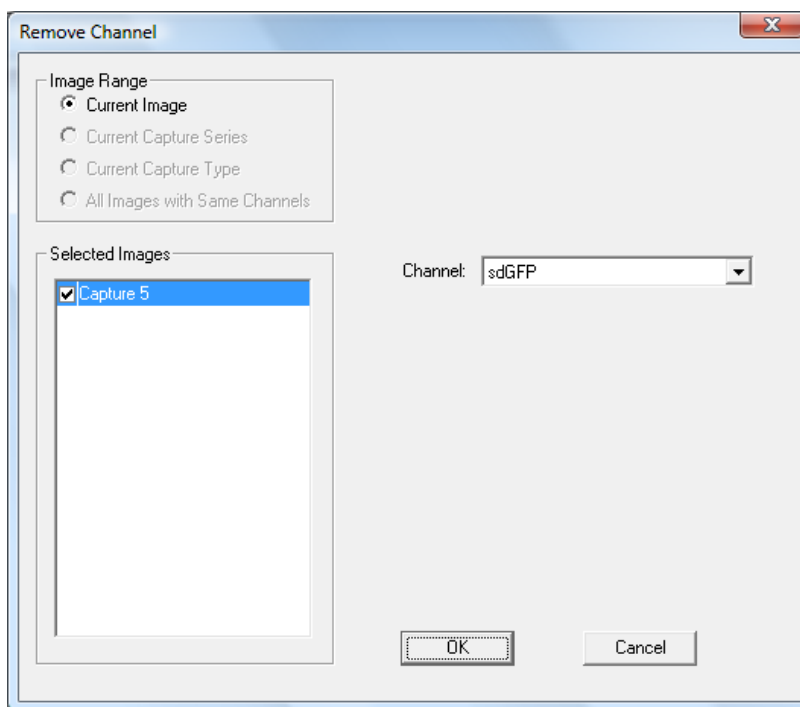 Remove Channel
Image Range
Current Image
Current Capture Series
Current Capture Type
All Images with Same Channels
Selected Images
Capture 5
Channel: sdGFP
OK Cancel